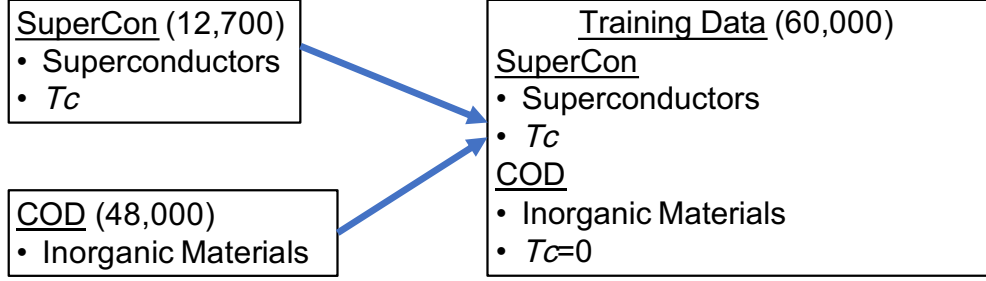 SuperCon (12,700)
• Superconductors
• Tc
COD (48,000)
• Inorganic Materials
Training Data (60,000)
SuperCon
• Superconductors
• Tc
COD
• Inorganic Materials
• Tc=0